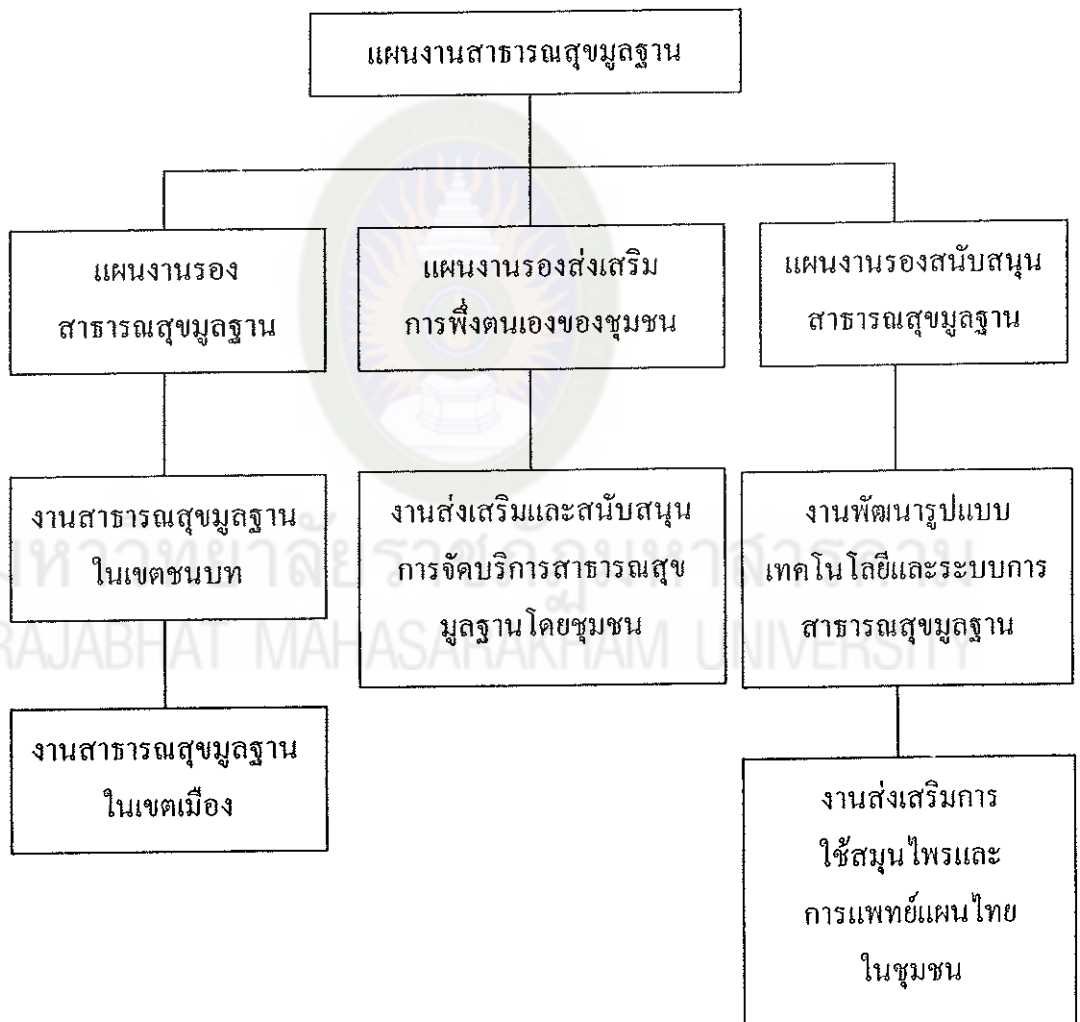 แผนงานสาธารณสุขมูลฐาน
แผนงานรอง
สาธารณสุขมูลฐาน
แผนงานรองส่งเสริม
การพึ่งตนเองของชุมชน
แผนงานรองสนับสนุน
สาธารณสุขมูลฐาน
งานสาธารณสุขมูลฐาน
ในเขตชนบท
งานส่งเสริมและสนับสนุน
การจัดบริการสาธารณสุข
มูลฐานโดยชุมชน
งานพัฒนารูปแบบ
เทคโนโลยีและระบบการ
สาธารณสุขมูลฐาน
งานสาธารณสุขมูลฐาน
ในเขตเมือง
งานส่งเสริมการ
ใช้สมุนไพรและ
การแพทย์แผนไทย
ในชุมชน
มหาวิทยาลัยราชภัฏมหาสารคาม
RAJABHAT MAHASARAKHAM UNIVERSITY